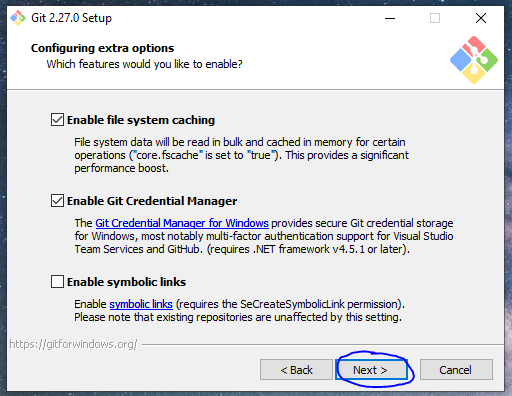 Git 2.27.0 Setup
Configuring extra options
Which features would you like to enable?
Enable file system caching
File system data will be read in bulk and cached in memory for certain
operations ("core.fscache" is set to "true"). This provides a significant
performance boost.
Enable Git Credential Manager
The Git Credential Manager for Windows provides secure Git credential storage
for Windows, most notably multi-factor authentication support for Visual Studio
Team Services and GitHub. (requires .NET framework v4.5.1 or later).
Enable symbolic links
Enable symbolic links (requires the SeCreateSymbolicLink permission).
Please note that existing repositories are unaffected by this setting.
https://gitforwindows.org/
< Back
Next >
Cancel